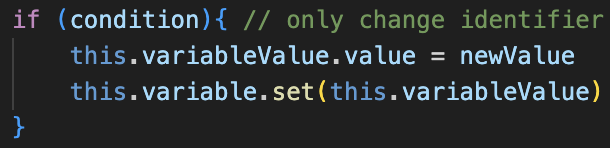 if (condition){ // only change identifier
    this.variableValue.value = newValue
    this.variable.set(this.variableValue)
}